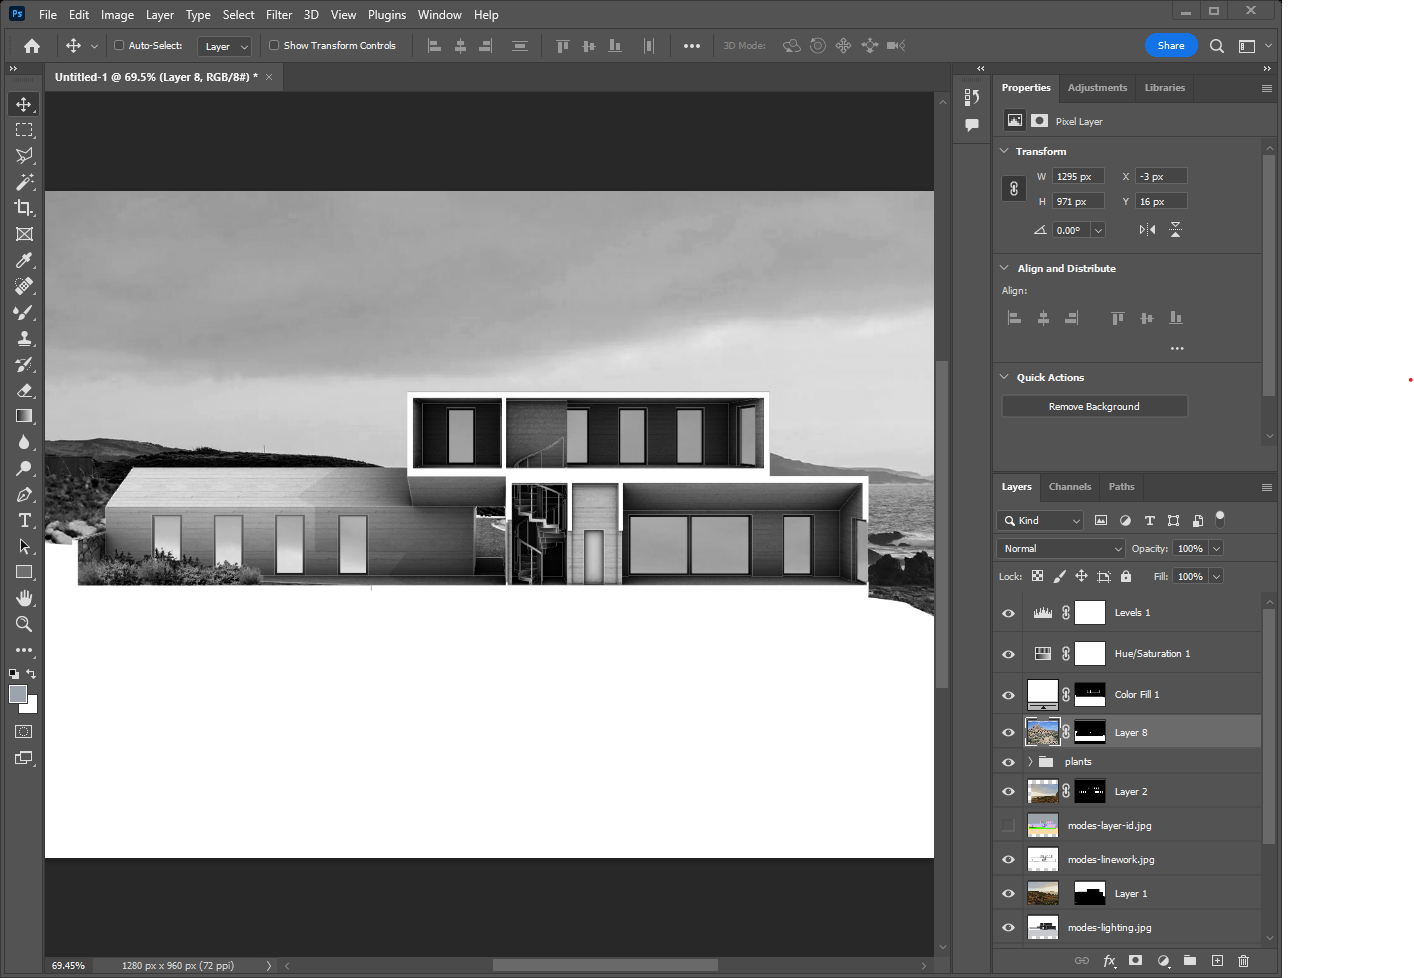 Ps File Edit Image Layer Type Select Filter 3D View Plugins Window Help
Auto-Select: Layer Show Transform Controls 3D Mode: Share
Untitled-1 @ 69.5% (Layer 8, RGB/8#) * ×
Properties Adjustments Libraries
Pixel Layer
Transform
W 1295 px X -3 px
H 971 px Y 16 px
0.00°
Align and Distribute
Align:
Quick Actions
Remove Background
Layers Channels Paths
Kind
Normal Opacity: 100%
Lock: Fill: 100%
Levels 1
Hue/Saturation 1
Color Fill 1
Layer 8
plants
Layer 2
modes-layer-id.jpg
modes-linework.jpg
Layer 1
modes-lighting.jpg
69.45% 1280 px x 960 px (72 ppi)
fx